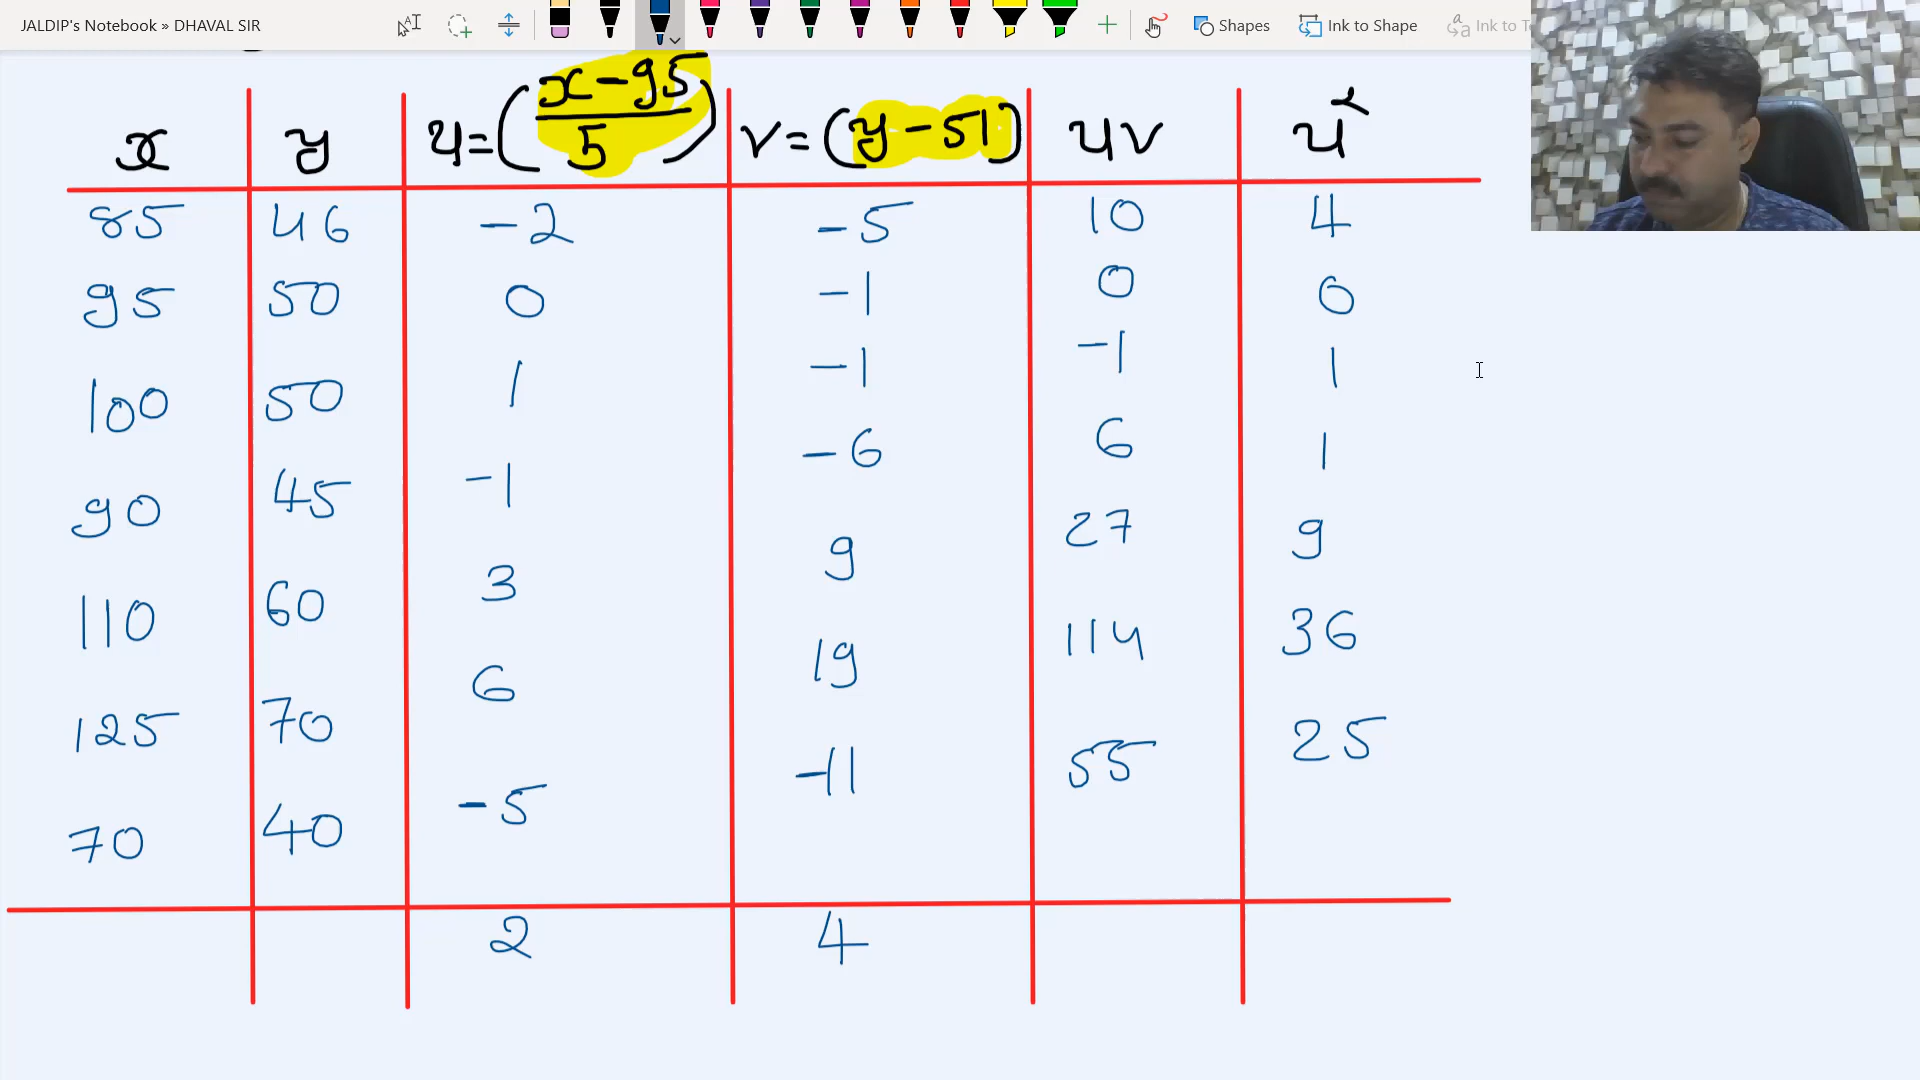 JALDIP's Notebook » DHAVAL SIR Shapes Ink to Shape Ink to
x y u=(x-95/5) v=(y-51) uv u²
85 46 -2 -5 10 4
95 50 0 -1 0 0
100 50 1 -1 -1 1
90 45 -1 -6 6 1
110 60 3 9 27 9
125 70 6 19 114 36
70 40 -5 -11 55 25
2 4